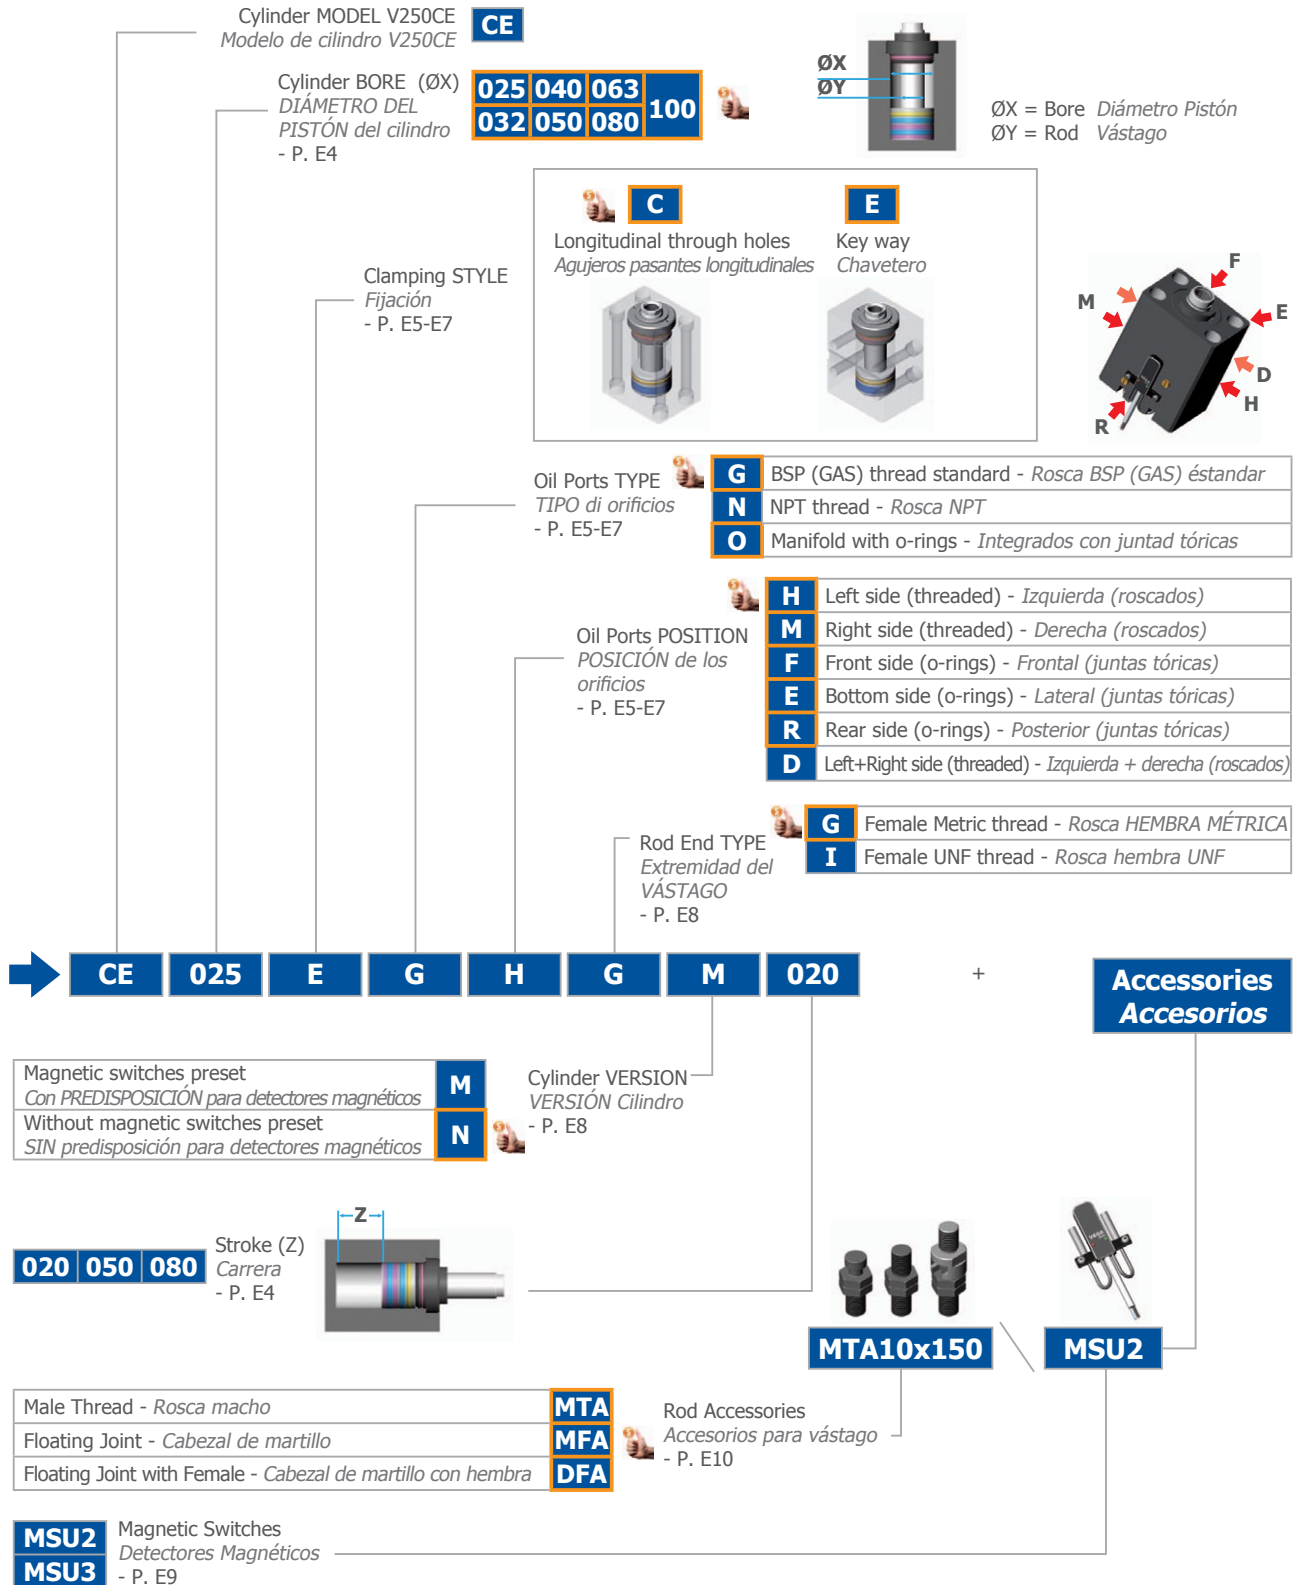 Cylinder MODEL V250CE
Modelo de cilindro V250CE
CE
Cylinder BORE (ØX)
DIÁMETRO DEL
PISTÓN del cilindro
- P. E4
025 040 063
032 050 080
100
ØX
ØY
ØX = Bore Diámetro Pistón
ØY = Rod Vástago
C
Longitudinal through holes
Agujeros pasantes longitudinales
E
Key way
Chavetero
Clamping STYLE
Fijación
- P. E5-E7
F
M
E
D
H
R
Oil Ports TYPE
TIPO di orificios
- P. E5-E7
G BSP (GAS) thread standard - Rosca BSP (GAS) éstandar
N NPT thread - Rosca NPT
O Manifold with o-rings - Integrados con juntad tóricas
Oil Ports POSITION
POSICIÓN de los
orificios
- P. E5-E7
H Left side (threaded) - Izquierda (roscados)
M Right side (threaded) - Derecha (roscados)
F Front side (o-rings) - Frontal (juntas tóricas)
E Bottom side (o-rings) - Lateral (juntas tóricas)
R Rear side (o-rings) - Posterior (juntas tóricas)
D Left+Right side (threaded) - Izquierda + derecha (roscados)
Rod End TYPE
Extremidad del
VÁSTAGO
- P. E8
G Female Metric thread - Rosca HEMBRA MÉTRICA
I Female UNF thread - Rosca hembra UNF
CE 025 E G H G M 020 +
Accessories
Accesorios
Magnetic switches preset
Con PREDISPOSICIÓN para detectores magnéticos
M
Without magnetic switches preset
SIN predisposición para detectores magnéticos
N
Cylinder VERSION
VERSIÓN Cilindro
- P. E8
020 050 080
Stroke (Z)
Carrera
- P. E4
Z
MTA10x150
MSU2
Male Thread - Rosca macho MTA
Floating Joint - Cabezal de martillo MFA
Floating Joint with Female - Cabezal de martillo con hembra DFA
Rod Accessories
Accesorios para vástago
- P. E10
MSU2
MSU3
Magnetic Switches
Detectores Magnéticos
- P. E9